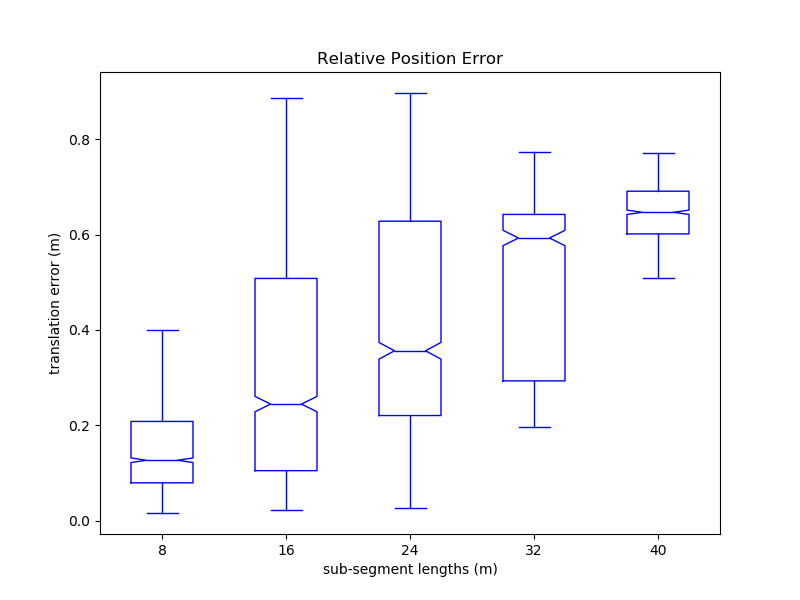 Relative Position Error
translation error (m)
0.8
0.6
0.4
0.2
0.0
8 16 24 32 40
sub-segment lengths (m)